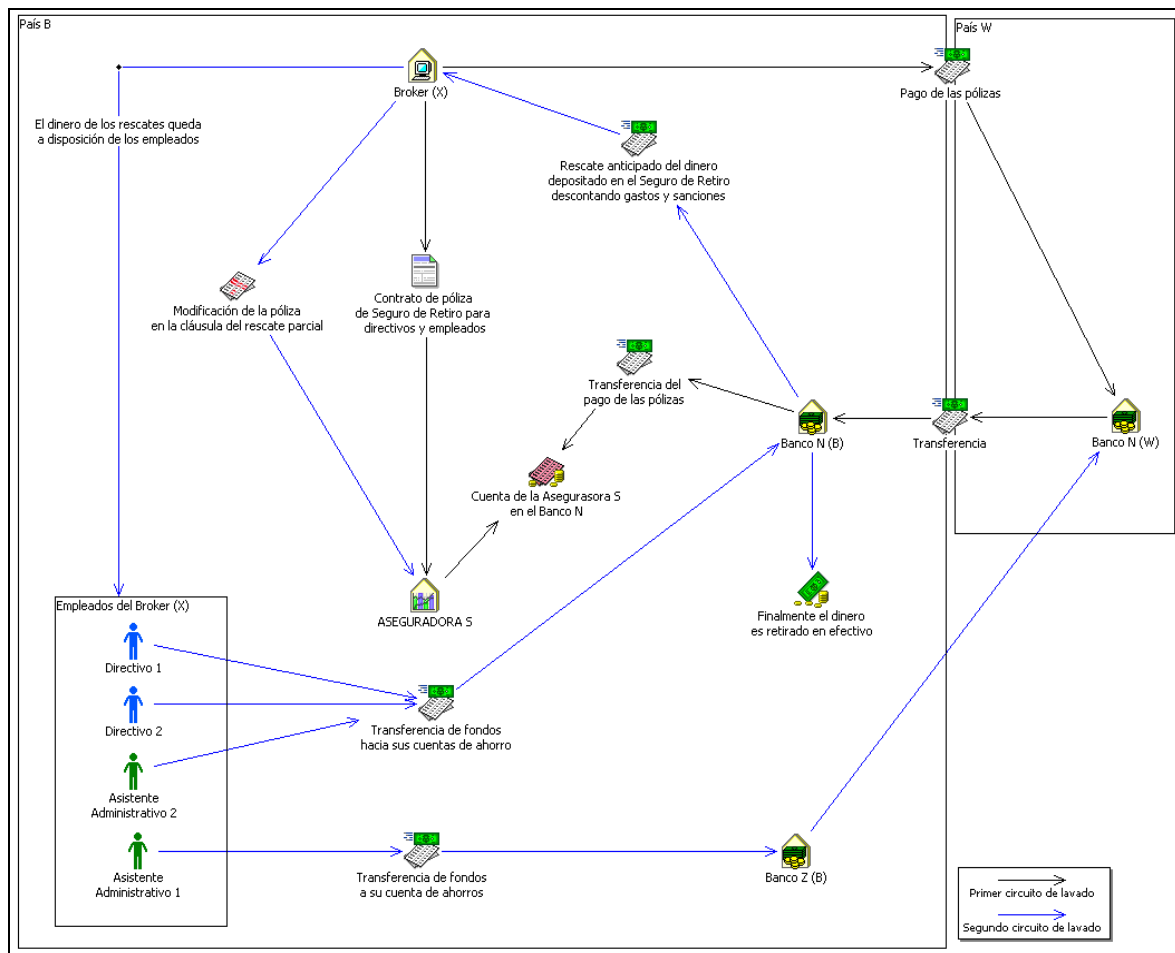 País B
País W
Broker (X)
Pago de las pólizas
El dinero de los rescates queda
a disposición de los empleados
Rescate anticipado del dinero
depositado en el Seguro de Retiro
descontando gastos y sanciones
Modificación de la póliza
en la cláusula del rescate parcial
Contrato de póliza
de Seguro de Retiro para
directivos y empleados
Transferencia del
pago de las pólizas
Banco N (B)
Transferencia
Banco N (W)
Cuenta de la Asegurasora S
en el Banco N
ASEGURADORA S
Finalmente el dinero
es retirado en efectivo
Empleados del Broker (X)
Directivo 1
Directivo 2
Transferencia de fondos
hacia sus cuentas de ahorro
Asistente
Administrativo 2
Asistente
Administrativo 1
Transferencia de fondos
a su cuenta de ahorros
Banco Z (B)
Primer circuito de lavado
Segundo circuito de lavado